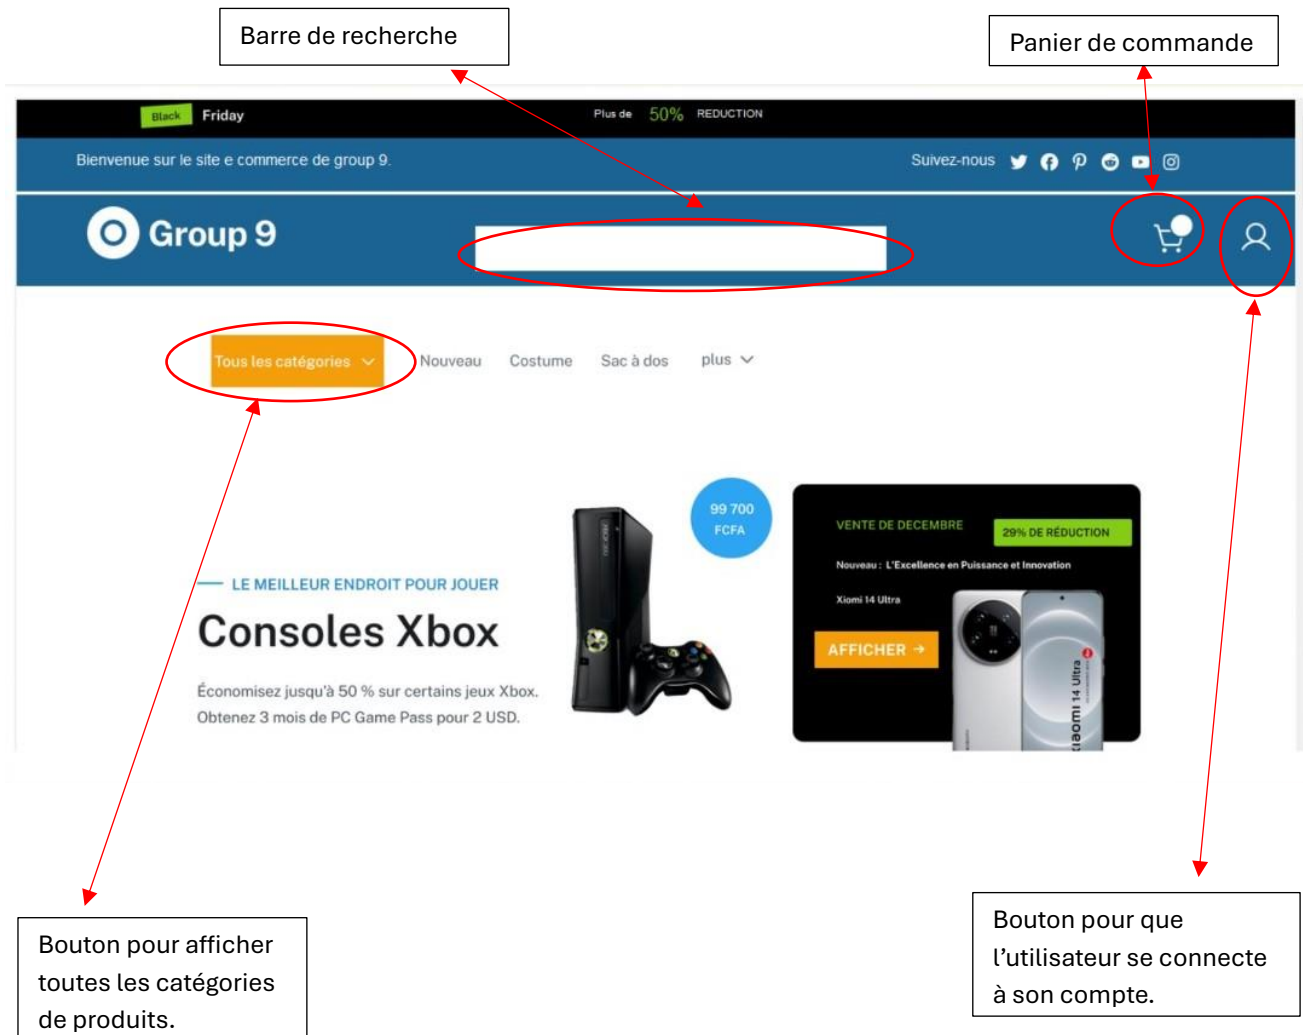 Barre de recherche
Panier de commande
Black Friday
Plus de 50% REDUCTION
Bienvenue sur le site e commerce de group 9.
Suivez-nous
Group 9
Tous les catégories
Nouveau
Costume
Sac à dos
plus
99 700
FCFA
LE MEILLEUR ENDROIT POUR JOUER
Consoles Xbox
Économisez jusqu'à 50 % sur certains jeux Xbox.
Obtenez 3 mois de PC Game Pass pour 2 USD.
VENTE DE DECEMBRE
29% DE RÉDUCTION
Nouveau : L'Excellence en Puissance et Innovation
Xiomi 14 Ultra
AFFICHER →
xiaomi 14 Ultra
Bouton pour afficher
toutes les catégories
de produits.
Bouton pour que
l’utilisateur se connecte
à son compte.